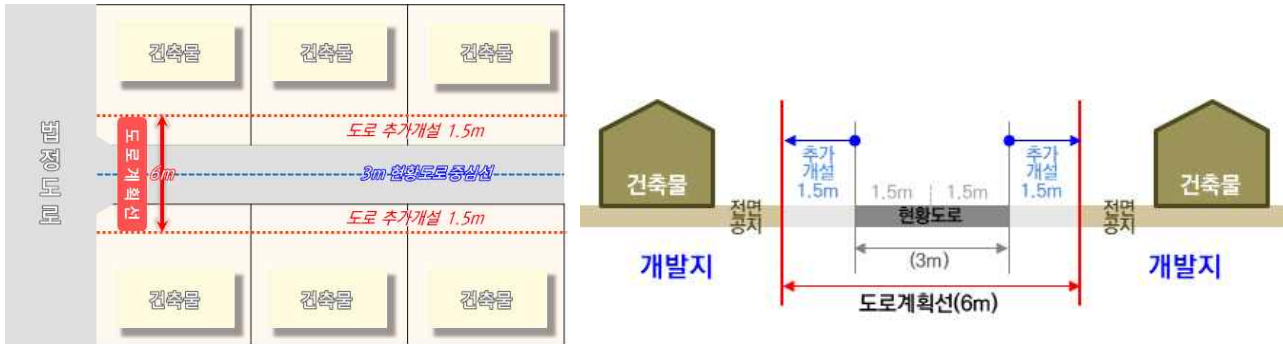 건축물
건축물
건축물
도로 추가개설 1.5m
법정도로
도로계획선
6m
3m 현황도로 중심선
도로 추가개설 1.5m
건축물
건축물
건축물
건축물
전면
공지
개발지
추가
개설
1.5m
1.5m
1.5m
현황도로
(3m)
추가
개설
1.5m
도로계획선(6m)
건축물
전면
공지
개발지